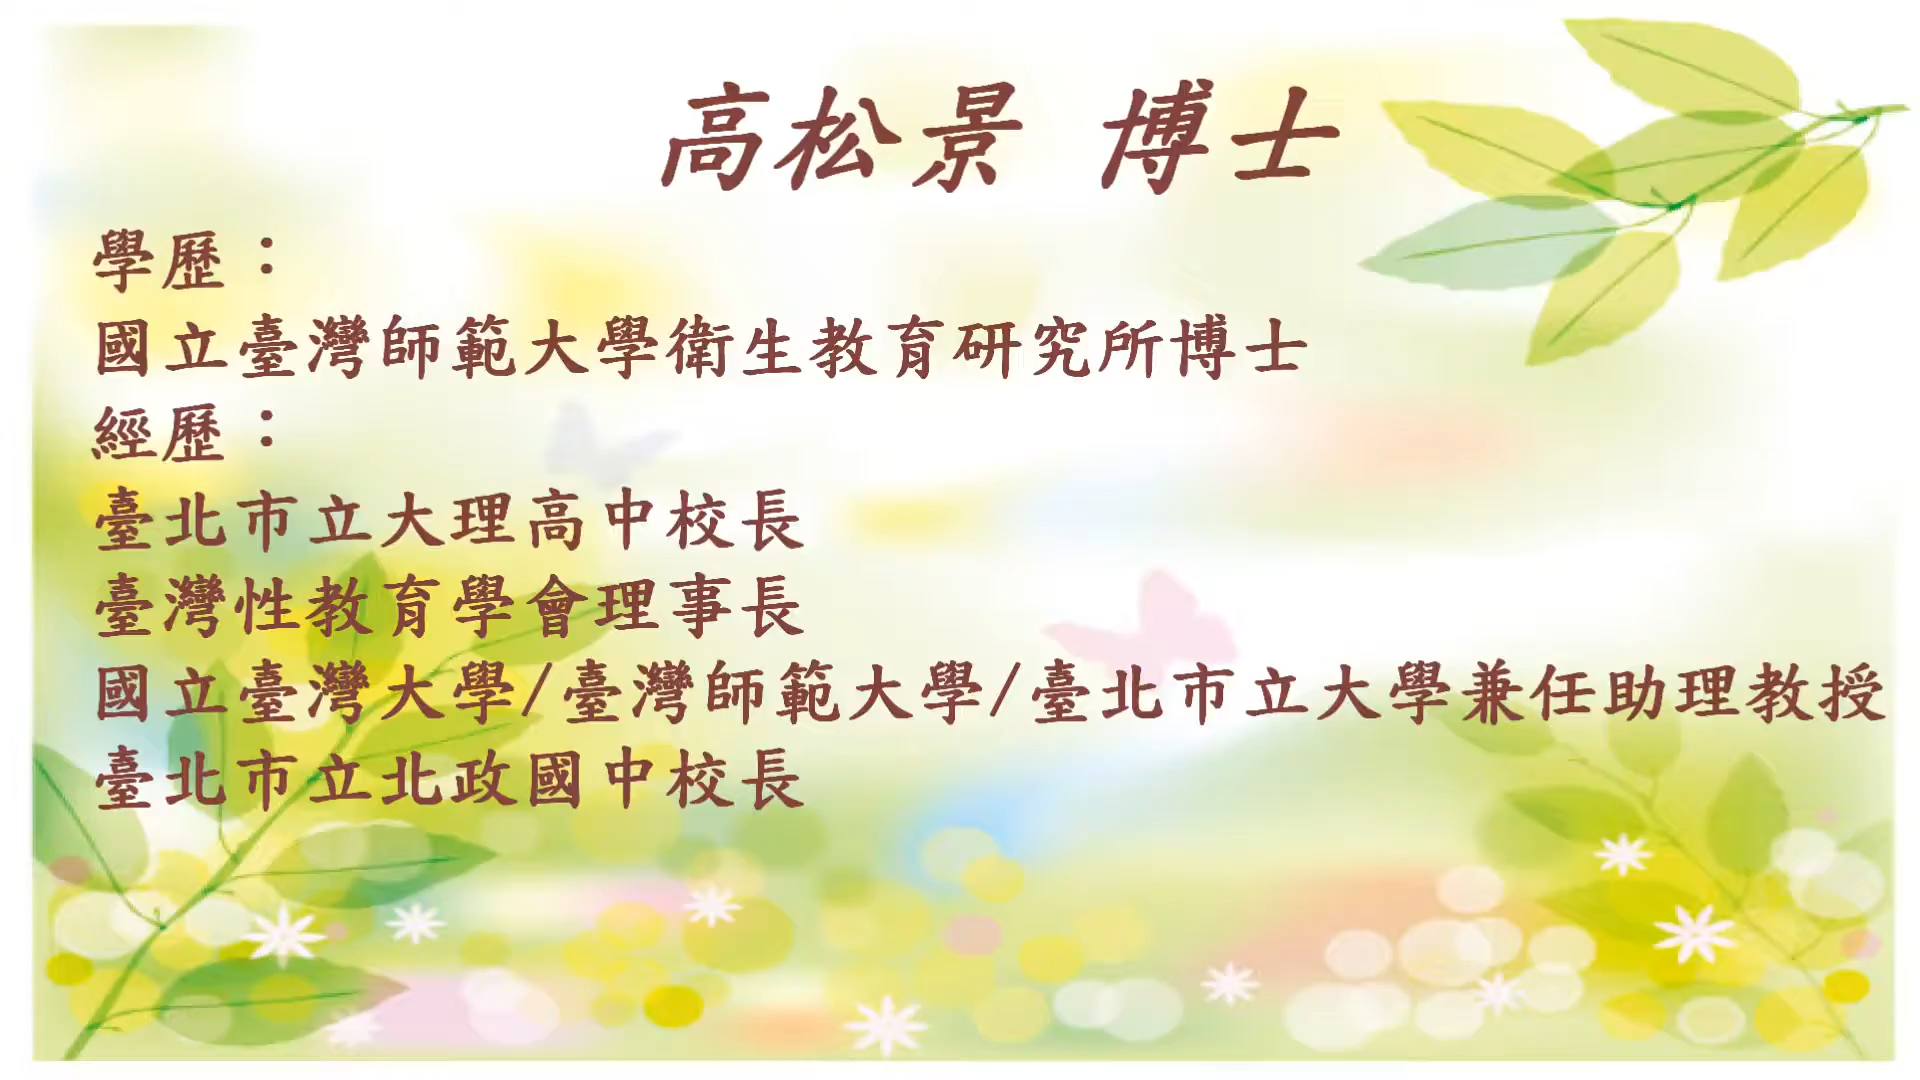 高松景 博士
學歷：
國立臺灣師範大學衛生教育研究所博士
經歷：
臺北市立大理高中校長
臺灣性教育學會理事長
國立臺灣大學/臺灣師範大學/臺北市立大學兼任助理教授
臺北市立北政國中校長